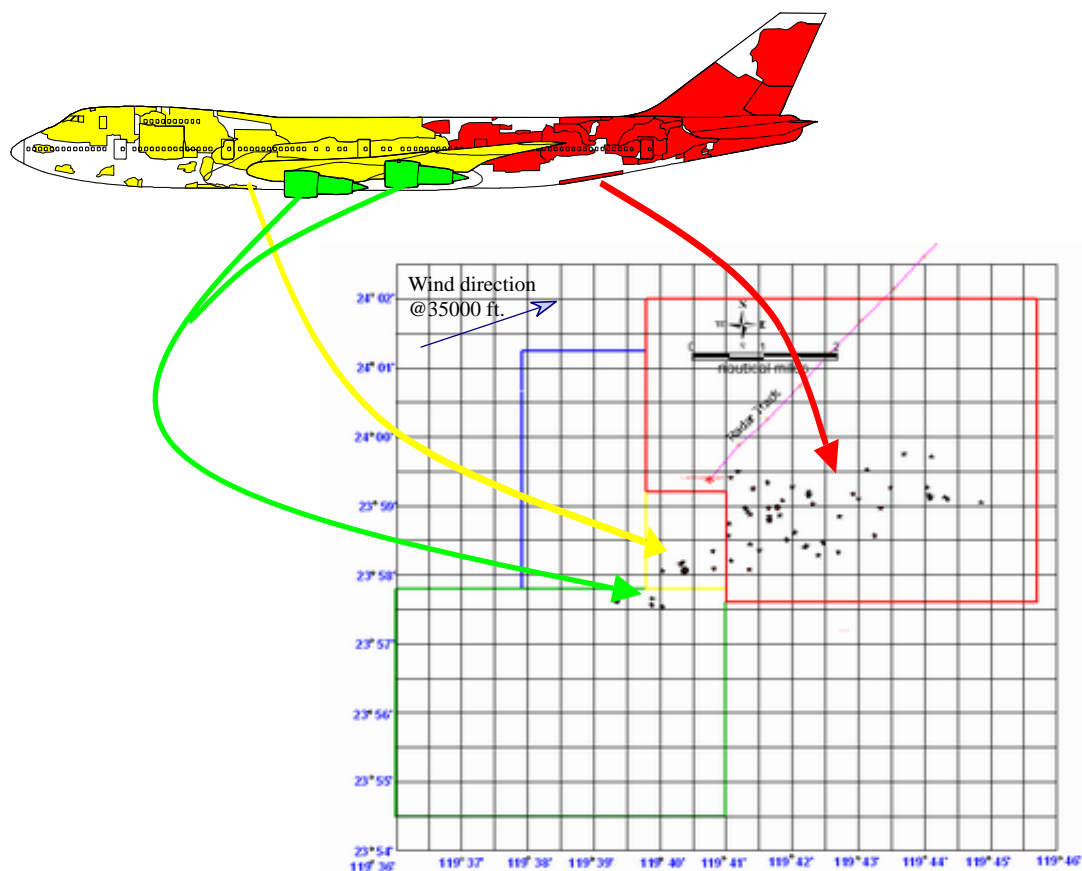 Wind direction
@35000 ft.
N
W E
S
0 1 2
nautical miles
Radar Track
24° 02'
24° 01'
24° 00'
23° 59'
23° 58'
23° 57'
23° 56'
23° 55'
23° 54'
119° 36' 119° 37' 119° 38' 119° 39' 119° 40' 119° 41' 119° 42' 119° 43' 119° 44' 119° 45' 119° 46'